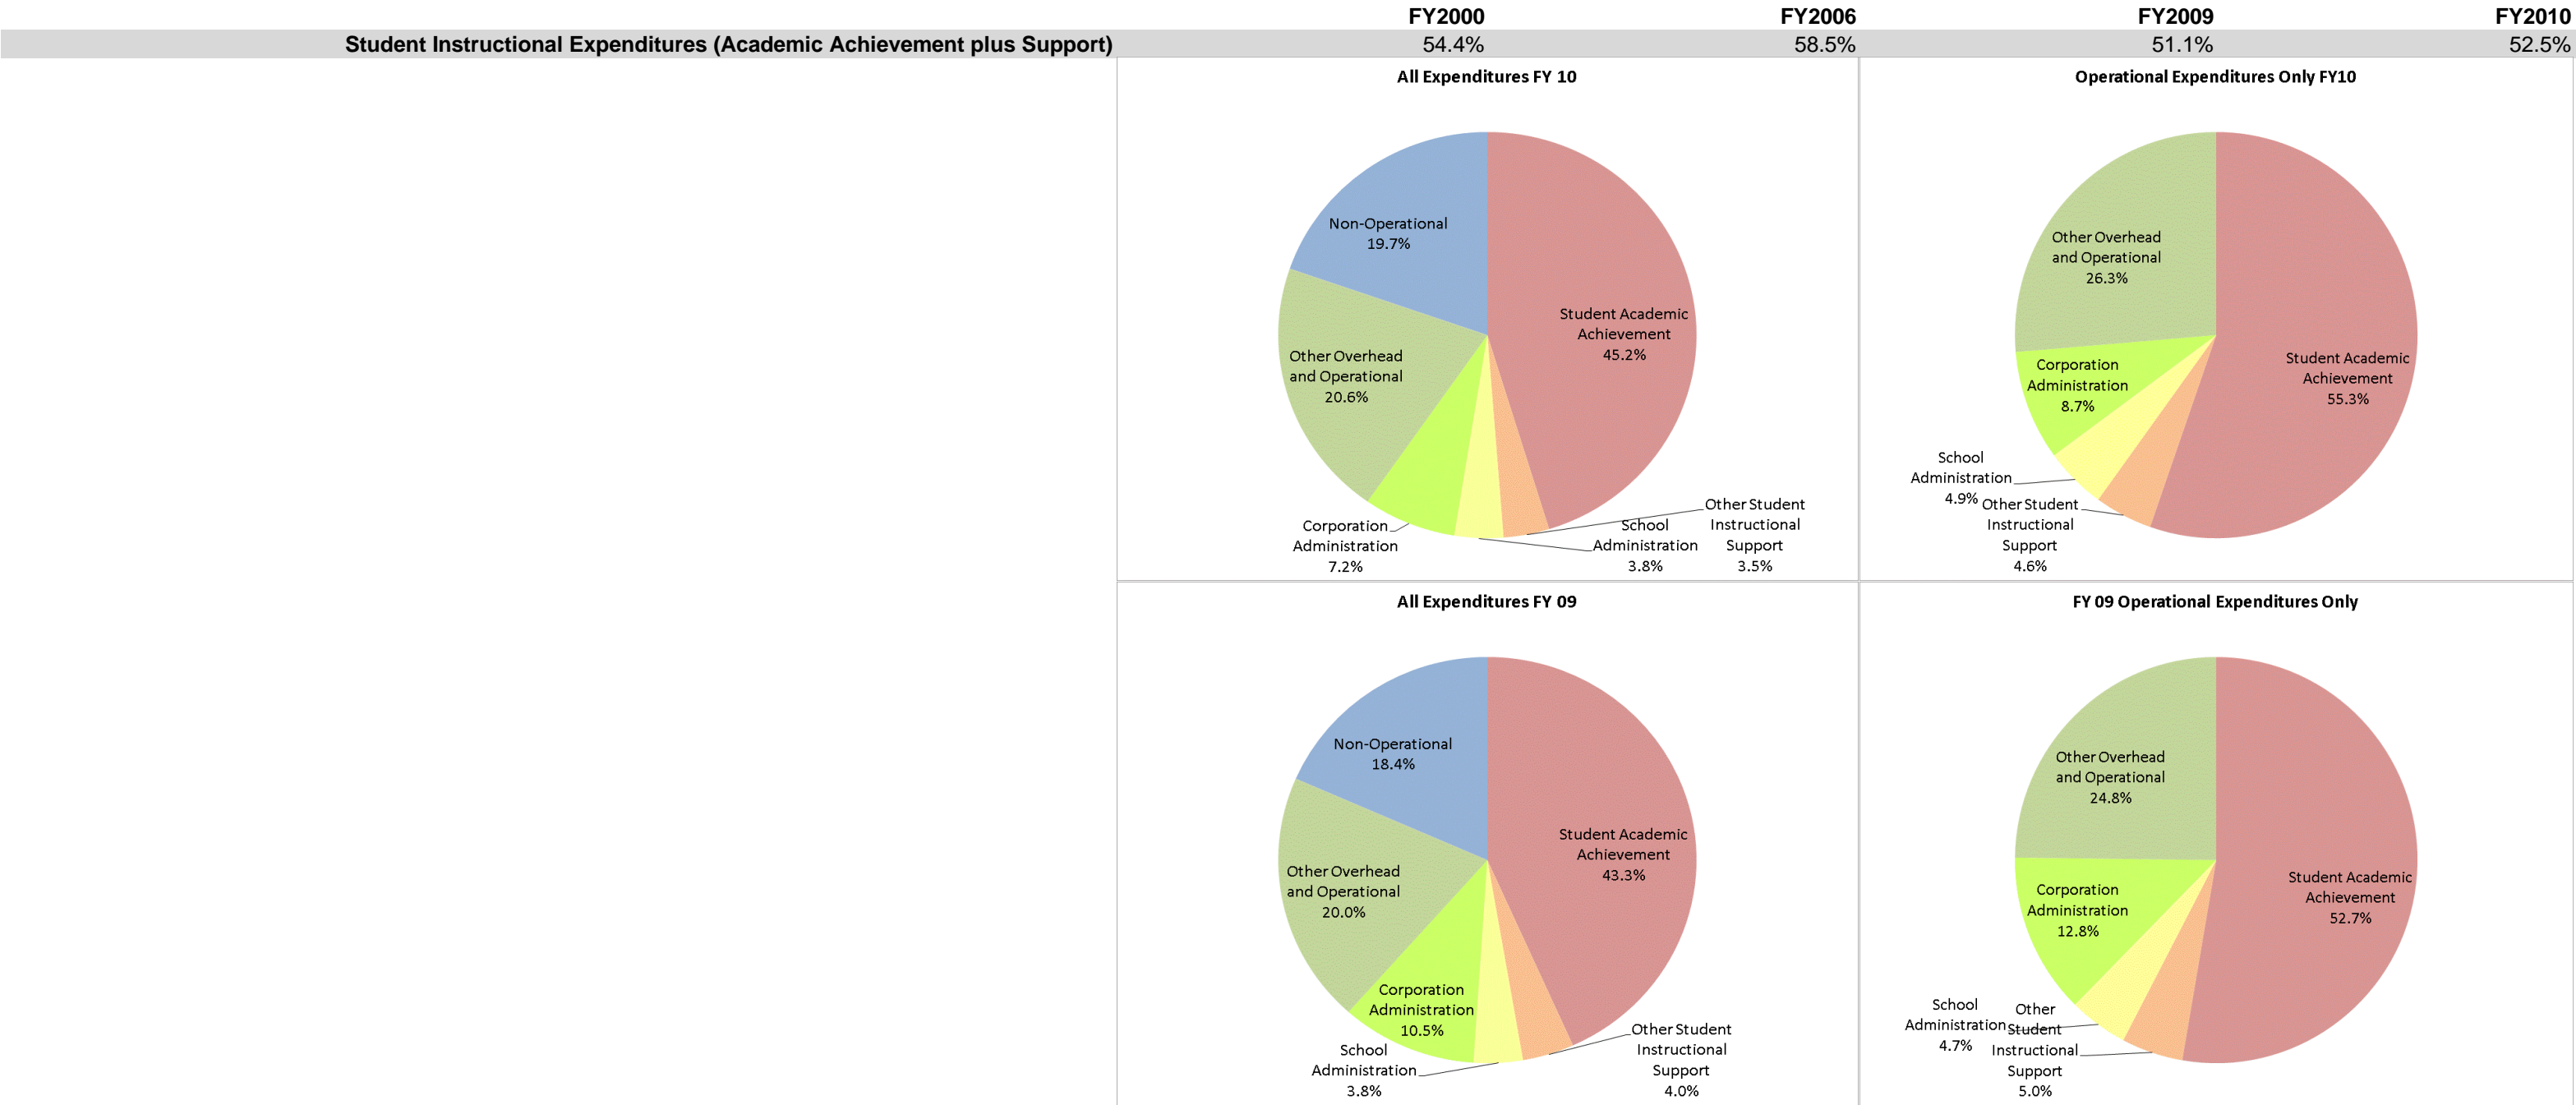 FY2000 FY2006 FY2009 FY2010
Student Instructional Expenditures (Academic Achievement plus Support) 54.4% 58.5% 51.1% 52.5%
All Expenditures FY 10
Non-Operational
19.7%
Student Academic
Achievement
45.2%
Other Overhead
and Operational
20.6%
Corporation
Administration
7.2%
School
Administration
3.8%
Other Student
Instructional
Support
3.5%
Operational Expenditures Only FY10
Other Overhead
and Operational
26.3%
Student Academic
Achievement
55.3%
Corporation
Administration
8.7%
School
Administration
4.9%
Other Student
Instructional
Support
4.6%
All Expenditures FY 09
Non-Operational
18.4%
Student Academic
Achievement
43.3%
Other Overhead
and Operational
20.0%
Corporation
Administration
10.5%
School
Administration
3.8%
Other Student
Instructional
Support
4.0%
FY 09 Operational Expenditures Only
Other Overhead
and Operational
24.8%
Student Academic
Achievement
52.7%
Corporation
Administration
12.8%
School
Administration
4.7%
Other
Student
Instructional
Support
5.0%